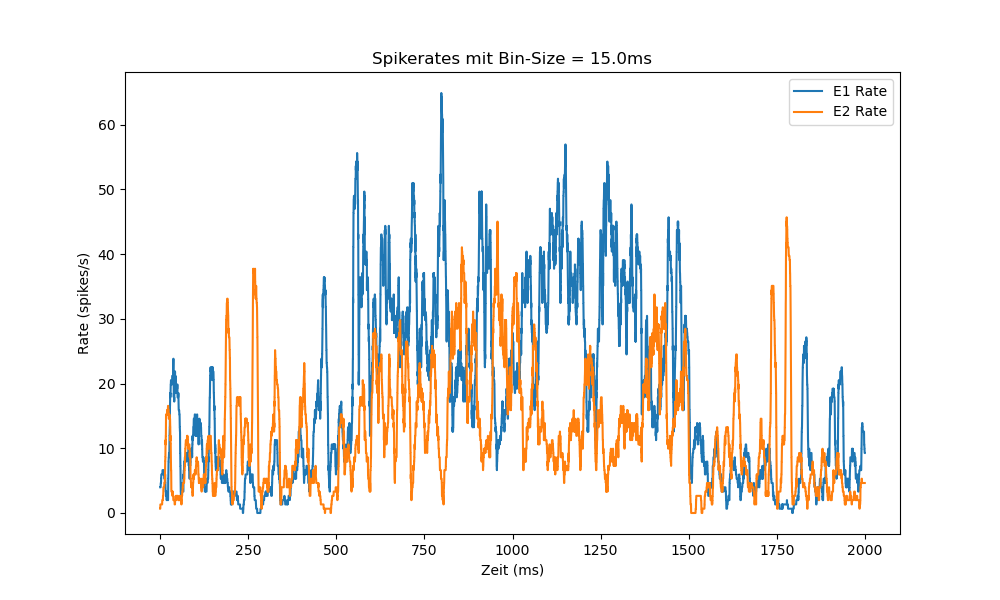 Spikerates mit Bin-Size = 15.0ms
E1 Rate
E2 Rate
Rate (spikes/s)
60
50
40
30
20
10
0
0 250 500 750 1000 1250 1500 1750 2000
Zeit (ms)